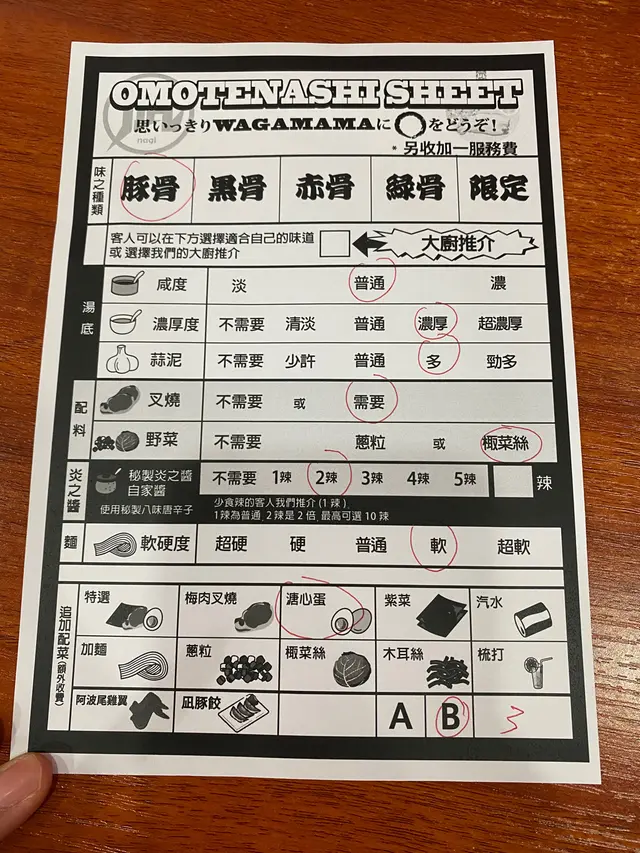 OMOTENASHI SHEET
思いっきりWAGAMAMAに〇をどうぞ!
nagi
* 另收加一服務費
味之種類 豚骨 黒骨 赤骨 緑骨 限定
客人可以在下方選擇適合自己的味道
或 選擇我們的大廚推介
大廚推介
湯底
咸度 淡 普通 濃
濃厚度 不需要 清淡 普通 濃厚 超濃厚
蒜泥 不需要 少許 普通 多 勁多
配料
叉燒 不需要 或 需要
野菜 不需要 蔥粒 或 椰菜絲
炎之醬
秘製炎之醬
自家醬
使用秘製八味唐辛子
不需要 1辣 2辣 3辣 4辣 5辣 辣
少食辣的客人我們推介 (1 辣 )
1辣為普通, 2 辣是 2 倍, 最高可選 10 辣
麵 軟硬度 超硬 硬 普通 軟 超軟
追加配菜(額外收費)
特選 梅肉叉燒 溏心蛋 紫菜 汽水
加麵 蔥粒 椰菜絲 木耳絲 梳打
阿波尾雞翼 凪豚餃 A B 3